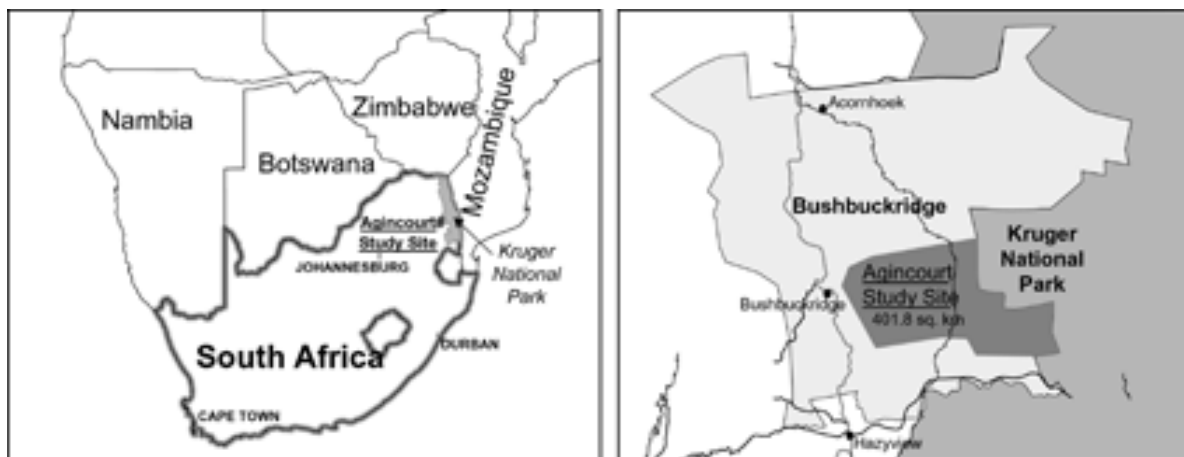 Nambia
Zimbabwe
Mozambique
Botswana
Agincourt
Study Site
Kruger
National
Park
JOHANNESBURG
South Africa
DURBAN
CAPE TOWN
Acornhoek
Bushbuckridge
Kruger
National
Park
Agincourt
Study Site
401.8 sq. km
Bushbuckridge
Hazyview